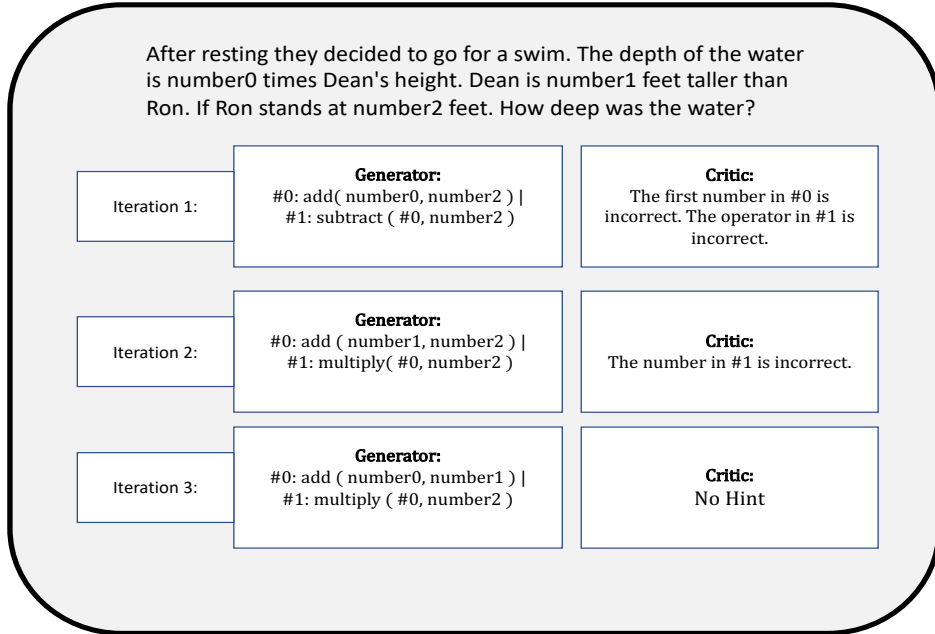 After resting they decided to go for a swim. The depth of the water
is number0 times Dean's height. Dean is number1 feet taller than
Ron. If Ron stands at number2 feet. How deep was the water?
Iteration 1:
Generator:
#0: add( number0, number2 ) |
#1: subtract ( #0, number2 )
Critic:
The first number in #0 is
incorrect. The operator in #1 is
incorrect.
Iteration 2:
Generator:
#0: add ( number1, number2 ) |
#1: multiply( #0, number2 )
Critic:
The number in #1 is incorrect.
Iteration 3:
Generator:
#0: add ( number0, number1 ) |
#1: multiply ( #0, number2 )
Critic:
No Hint